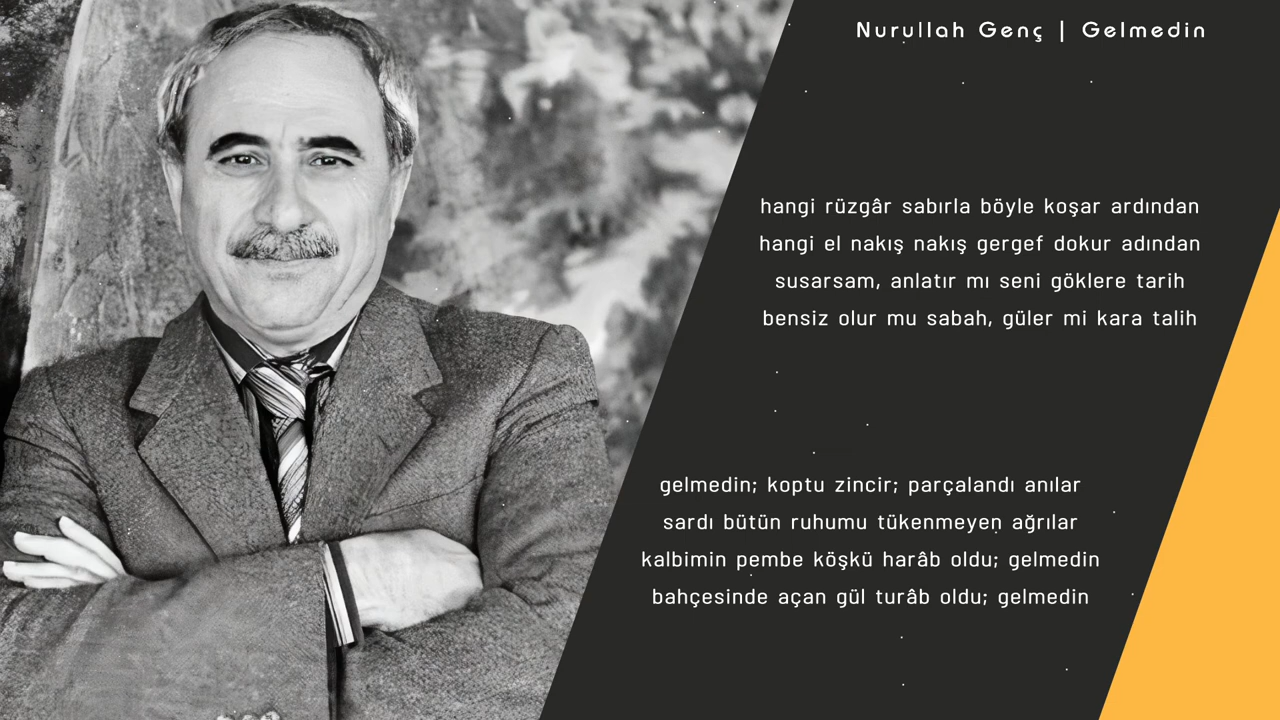 Nurullah Genç | Gelmedin
hangi rüzgâr sabırla böyle koşar ardından
hangi el nakış nakış gergef dokur adından
susarsam, anlatır mı seni göklere tarih
bensiz olur mu sabah, güler mi kara talih
gelmedin; koptu zincir; parçalandı anılar
sardı bütün ruhumu tükenmeyen ağrılar
kalbimin pembe köşkü harâb oldu; gelmedin
bahçesinde açan gül turâb oldu; gelmedin